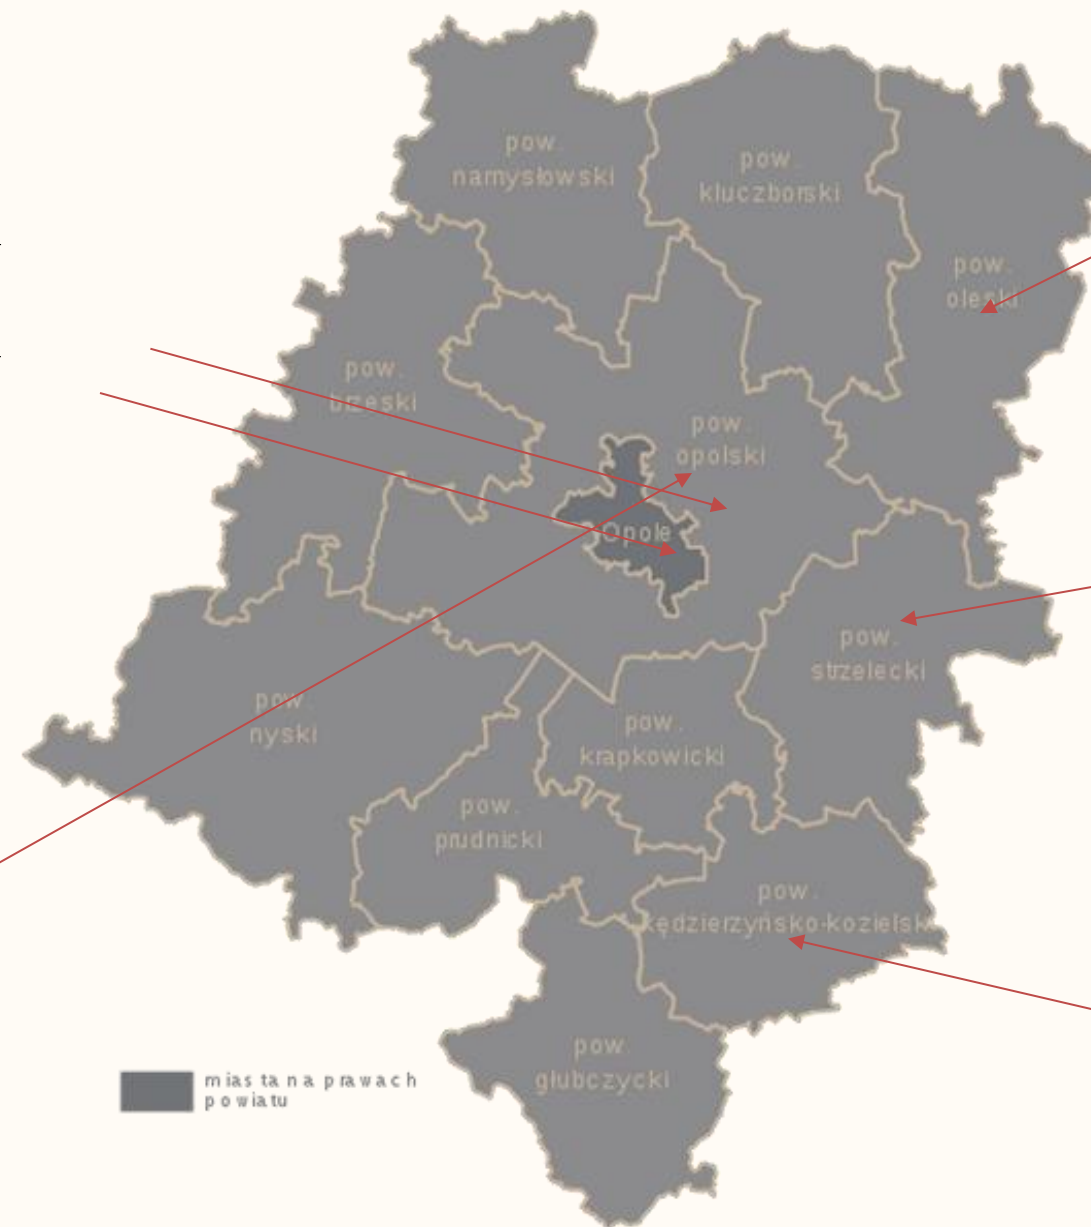 pow.
namysłowski
pow.
kluczborski
pow.
oleski
pow.
brzeski
pow.
opolski
Opole
pow.
strzelecki
pow.
nyski
pow.
krapkowicki
pow.
prudnicki
pow.
kędzierzyńsko-kozielski
pow.
głubczycki
miasta na prawach
powiatu